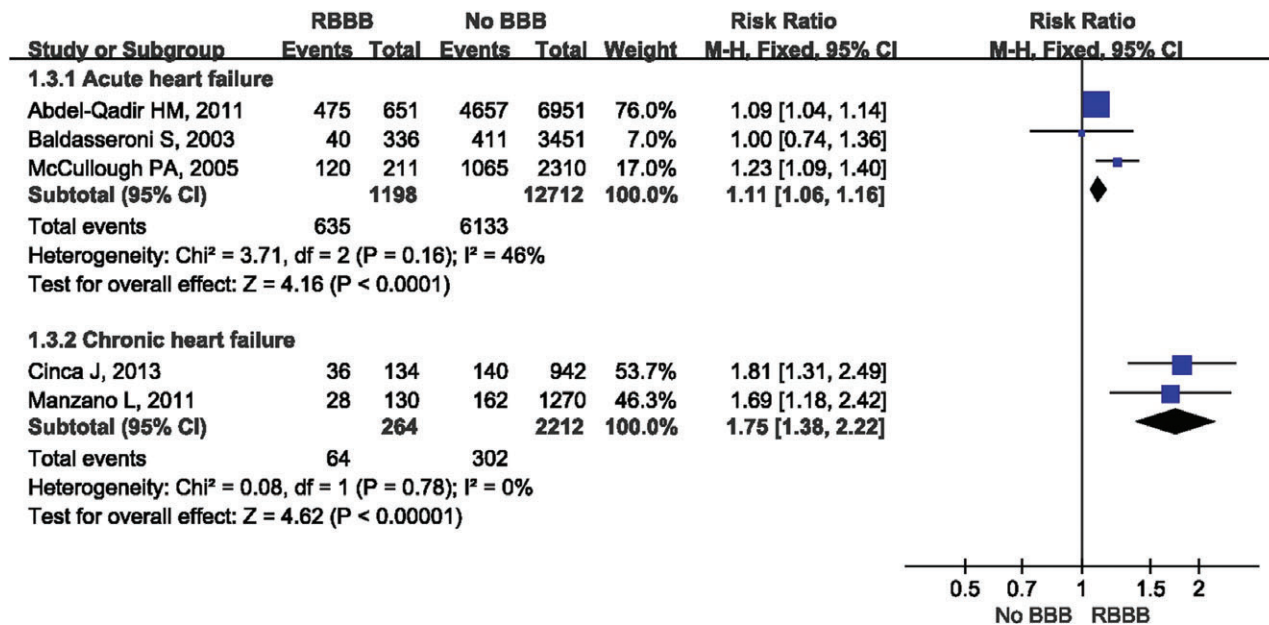 RBBB No BBB Risk Ratio Risk Ratio
Study or Subgroup Events Total Events Total Weight M-H, Fixed, 95% CI M-H, Fixed, 95% CI
1.3.1 Acute heart failure
Abdel-Qadir HM, 2011 475 651 4657 6951 76.0% 1.09 [1.04, 1.14]
Baldasseroni S, 2003 40 336 411 3451 7.0% 1.00 [0.74, 1.36]
McCullough PA, 2005 120 211 1065 2310 17.0% 1.23 [1.09, 1.40]
Subtotal (95% CI) 1198 12712 100.0% 1.11 [1.06, 1.16]
Total events 635 6133
Heterogeneity: Chi² = 3.71, df = 2 (P = 0.16); I² = 46%
Test for overall effect: Z = 4.16 (P < 0.0001)
1.3.2 Chronic heart failure
Cinca J, 2013 36 134 140 942 53.7% 1.81 [1.31, 2.49]
Manzano L, 2011 28 130 162 1270 46.3% 1.69 [1.18, 2.42]
Subtotal (95% CI) 264 2212 100.0% 1.75 [1.38, 2.22]
Total events 64 302
Heterogeneity: Chi² = 0.08, df = 1 (P = 0.78); I² = 0%
Test for overall effect: Z = 4.62 (P < 0.00001)
0.5 0.7 1 1.5 2
No BBB RBBB